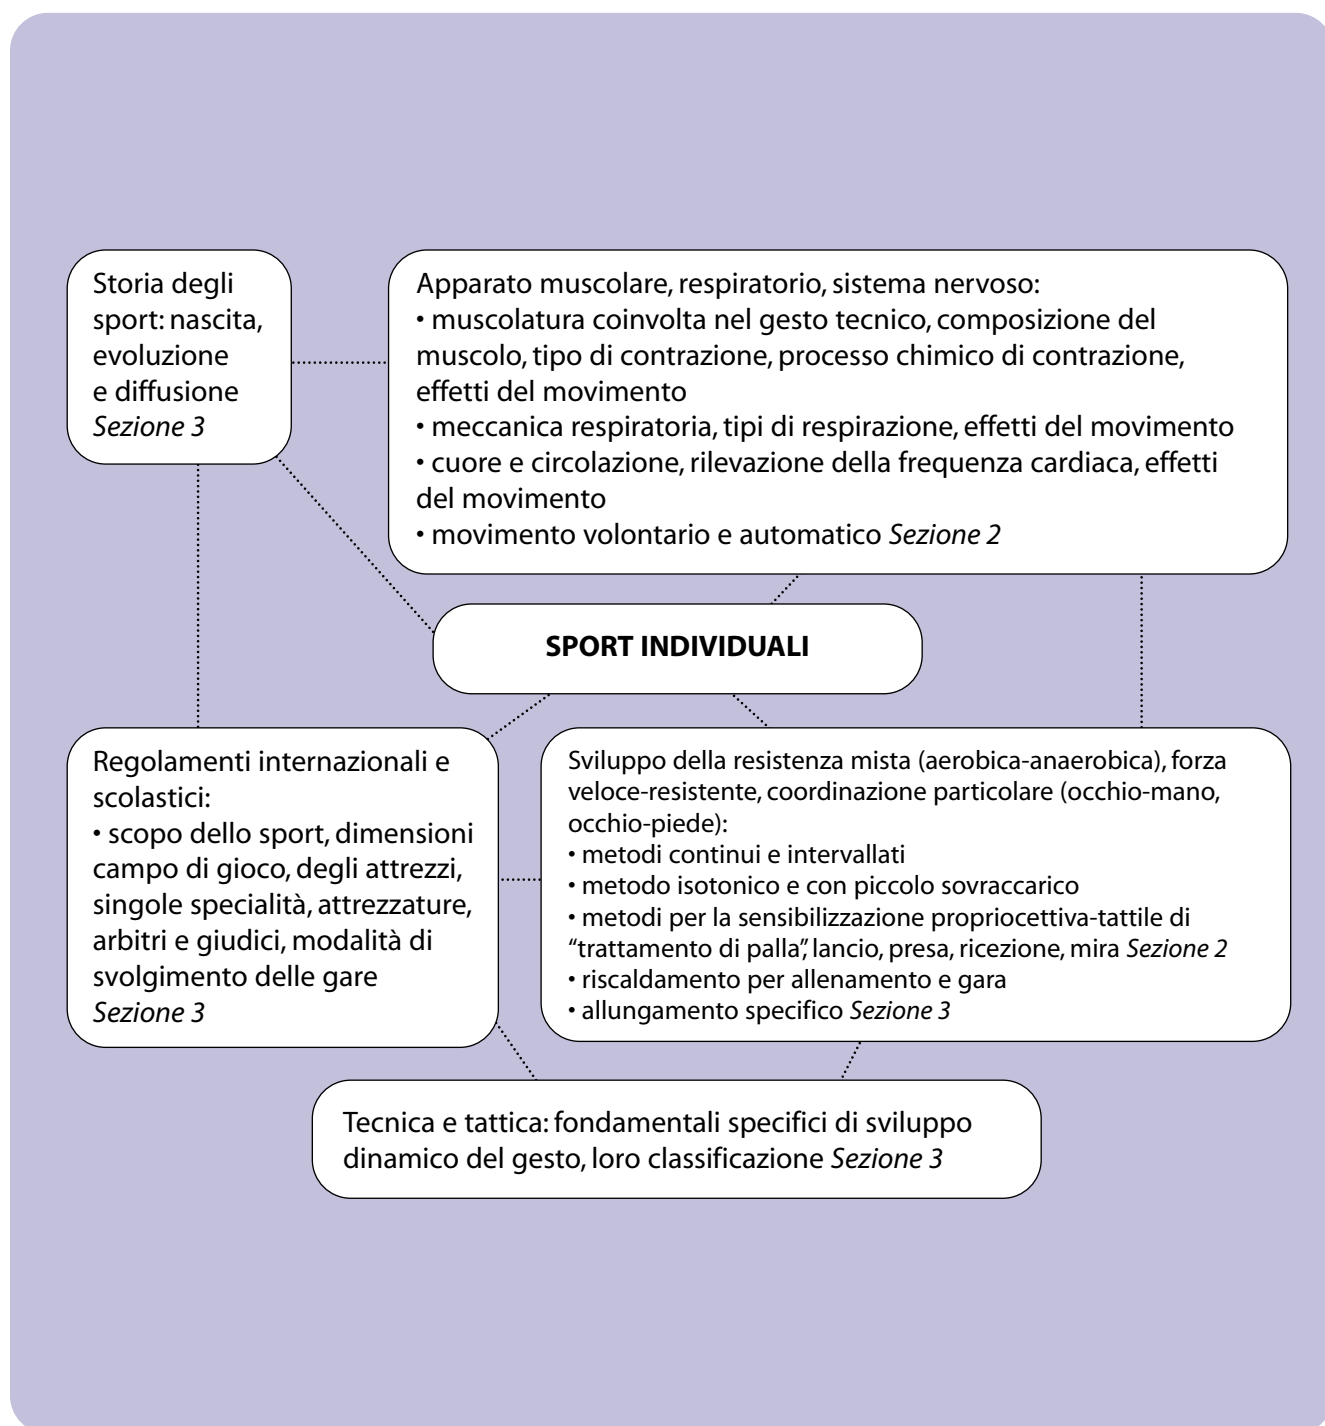 Storia degli
sport: nascita,
evoluzione
e diffusione
Sezione 3
Apparato muscolare, respiratorio, sistema nervoso:
• muscolatura coinvolta nel gesto tecnico, composizione del
muscolo, tipo di contrazione, processo chimico di contrazione,
effetti del movimento
• meccanica respiratoria, tipi di respirazione, effetti del movimento
• cuore e circolazione, rilevazione della frequenza cardiaca, effetti
del movimento
• movimento volontario e automatico Sezione 2
SPORT INDIVIDUALI
Regolamenti internazionali e
scolastici:
• scopo dello sport, dimensioni
campo di gioco, degli attrezzi,
singole specialità, attrezzature,
arbitri e giudici, modalità di
svolgimento delle gare
Sezione 3
Sviluppo della resistenza mista (aerobica-anaerobica), forza
veloce-resistente, coordinazione particolare (occhio-mano,
occhio-piede):
• metodi continui e intervallati
• metodo isotonico e con piccolo sovraccarico
• metodi per la sensibilizzazione propriocettiva-tattile di
“trattamento di palla”, lancio, presa, ricezione, mira Sezione 2
• riscaldamento per allenamento e gara
• allungamento specifico Sezione 3
Tecnica e tattica: fondamentali specifici di sviluppo
dinamico del gesto, loro classificazione Sezione 3